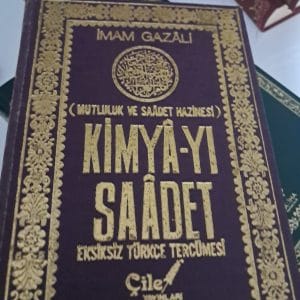 İMAM GAZÂLİ
(MUTLULUK VE SAÂDET HAZİNESİ)
KİMYÂ-YI
SAÂDET
EKSİKSİZ TÜRKÇE TERCÜMESİ
Çile
YAYINLARI